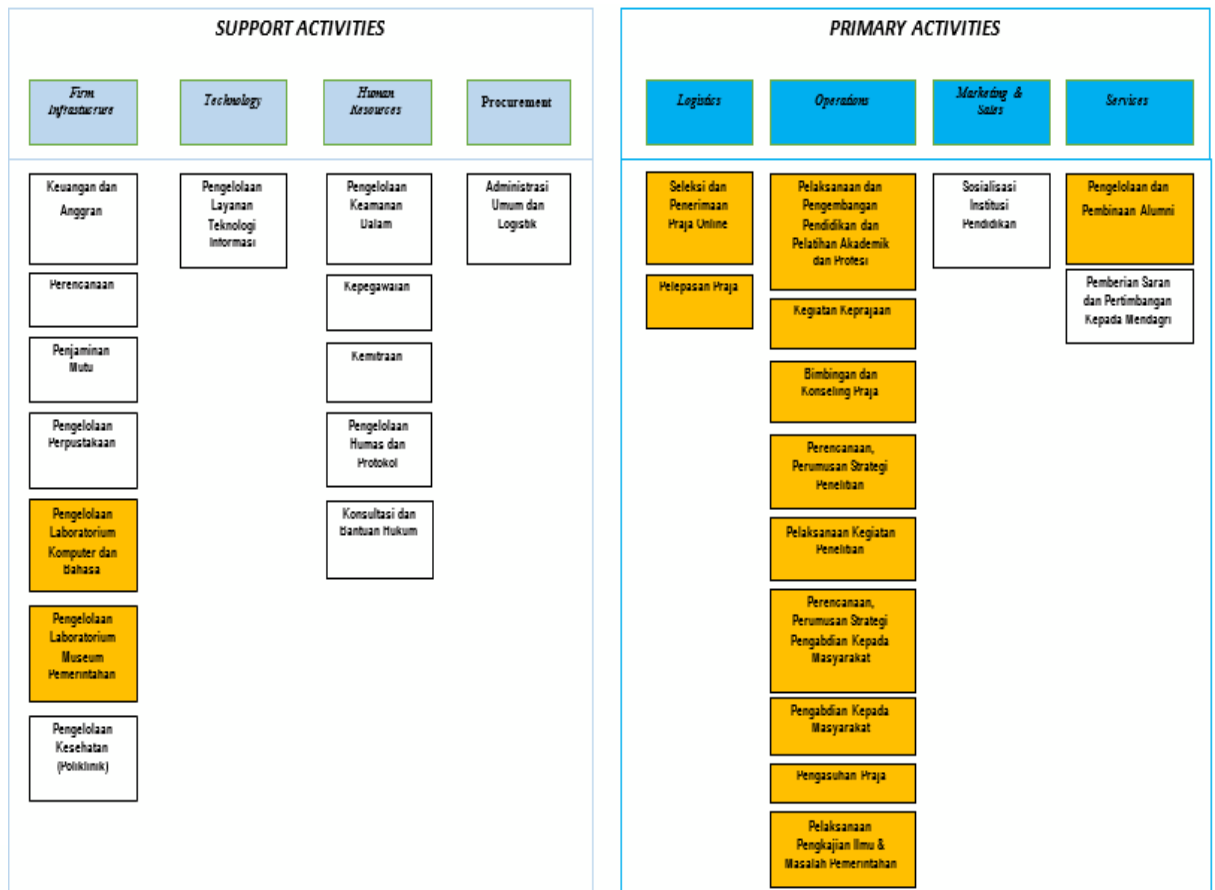 SUPPORT ACTIVITIES
Firm
Infrastucrure
Technology
Human
Resources
Procurement
Keuangan dan
Anggran
Perencanaan
Penjaminan
Mutu
Pengelolaan
Perpustakaan
Pengelolaan
Laboratorium
Komputer dan
Bahasa
Pengelolaan
Laboratorium
Museum
Pemerintahan
Pengelolaan
Kesehatan
(Poliklinik)
Pengelolaan
Layanan
Teknologi
Informasi
Pengelolaan
Keamanan
Dalam
Kepegawaian
Kemitraan
Pengelolaan
Humas dan
Protokol
Konsultasi dan
Bantuan Hukum
Administrasi
Umum dan
Logistik
PRIMARY ACTIVITIES
Logistics
Operations
Marketing &
Sales
Services
Seleksi dan
Penerimaan
Praja Online
Pelepasan Praja
Pelaksanaan dan
Pengembangan
Pendidikan dan
Pelatihan Akademik
dan Profesi
Kegiatan Keprajaan
Bimbingan dan
Konseling Praja
Perencanaan,
Perumusan Strategi
Penelitian
Pelaksanaan Kegiatan
Penelitian
Perencanaan,
Perumusan Strategi
Pengabdian Kepada
Masyarakat
Pengabdian Kepada
Masyarakat
Pengasuhan Praja
Pelaksanaan
Pengkajian Ilmu &
Masalah Pemerintahan
Sosialisasi
Institusi
Pendidikan
Pengelolaan dan
Pembinaan Alumni
Pemberian Saran
dan Pertimbangan
Kepada Mendagri